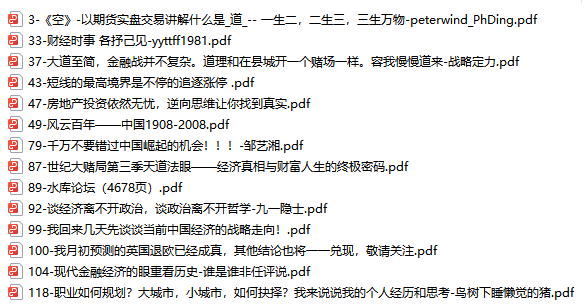 3-《空》-以期货实盘交易讲解什么是_道_-- 一生二，二生三，三生万物-peterwind_PhDing.pdf
33-财经时事 各抒己见-yyttff1981.pdf
37-大道至简，金融战并不复杂。道理和在县城开一个赌场一样。容我慢慢道来-战略定力.pdf
43-短线的最高境界是不停的追逐涨停 .pdf
47-房地产投资依然无忧，逆向思维让你找到真实.pdf
49-风云百年——中国1908-2008.pdf
79-千万不要错过中国崛起的机会！！！-邹艺湘.pdf
87-世纪大赌局第三季天道法眼——经济真相与财富人生的终极密码.pdf
89-水库论坛（4678页）.pdf
92-谈经济离不开政治，谈政治离不开哲学-九一隐士.pdf
99-我回来几天先谈谈当前中国经济的战略走向！.pdf
100-我月初预测的英国退欧已经成真，其他结论也将一一兑现，敬请关注.pdf
104-现代金融经济的眼里看历史-谁是谁非任评说.pdf
118-职业如何规划？大城市，小城市，如何抉择？我来说说我的个人经历和思考-鸟树下睡懒觉的猪.pdf